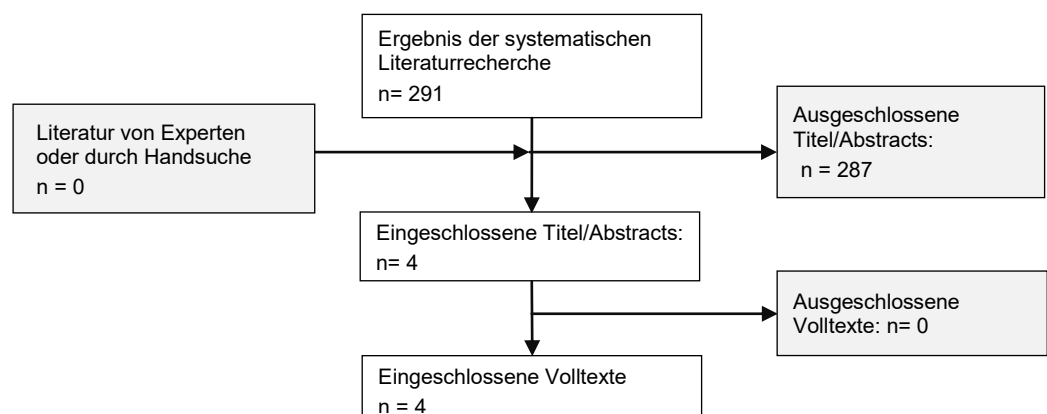 Ergebnis der systematischen
Literaturrecherche
n= 291
Literatur von Experten
oder durch Handsuche
n = 0
Ausgeschlossene
Titel/Abstracts:
n = 287
Eingeschlossene Titel/Abstracts:
n= 4
Ausgeschlossene
Volltexte: n= 0
Eingeschlossene Volltexte
n = 4